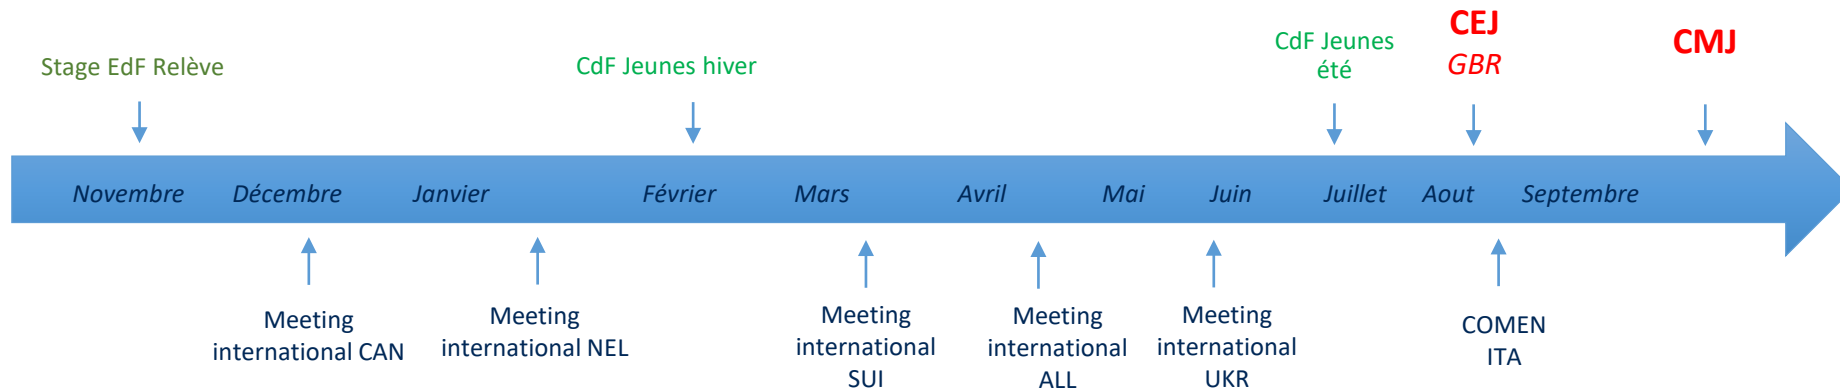 Stage EdF Relève
CdF Jeunes hiver
CdF Jeunes
été
CEJ
GBR
CMJ
Novembre
Décembre
Janvier
Février
Mars
Avril
Mai
Juin
Juillet
Aout
Septembre
Meeting
international CAN
Meeting
international NEL
Meeting
international
SUI
Meeting
international
ALL
Meeting
international
UKR
COMEN
ITA